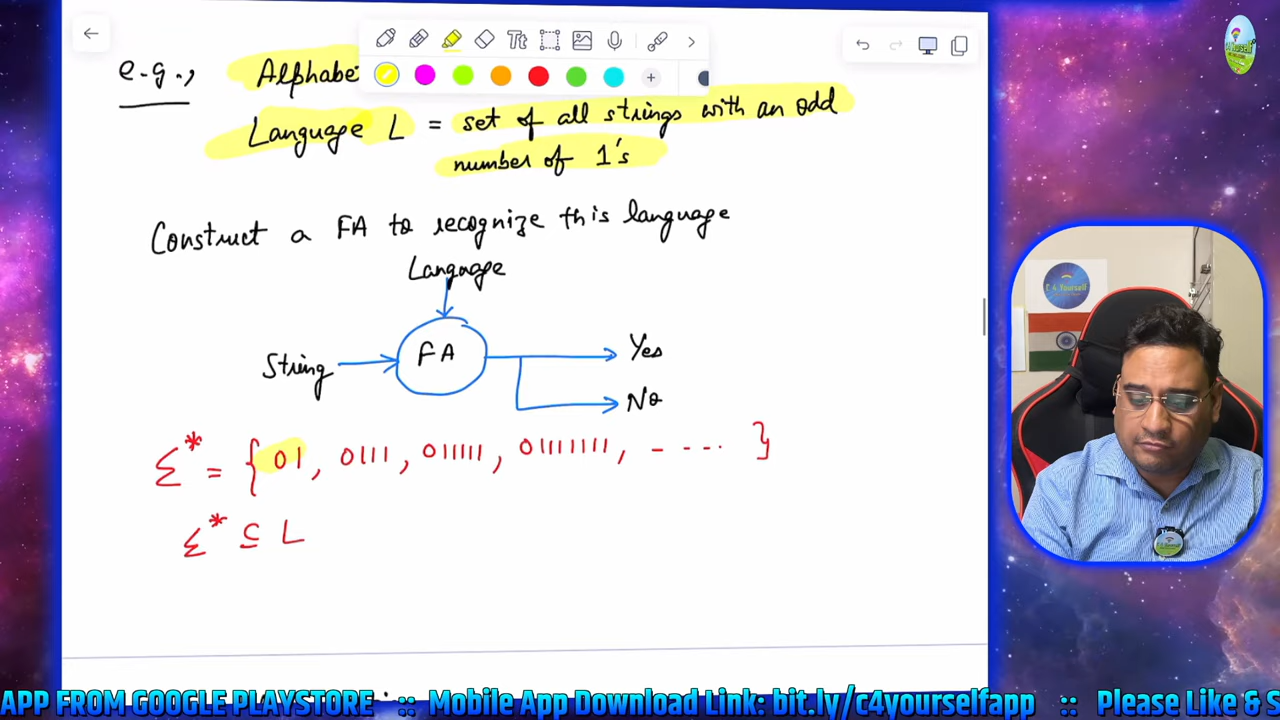 e.g., Alphabe
Language L = set of all strings with an odd
number of 1's
Construct a FA to recognize this language
Language
String FA Yes
No
Σ* = { 01, 0111, 011111, 01111111, - - - - }
Σ* ⊆ L
APP FROM GOOGLE PLAYSTORE :: Mobile App Download Link: bit.ly/c4yourselfapp :: Please Like & S